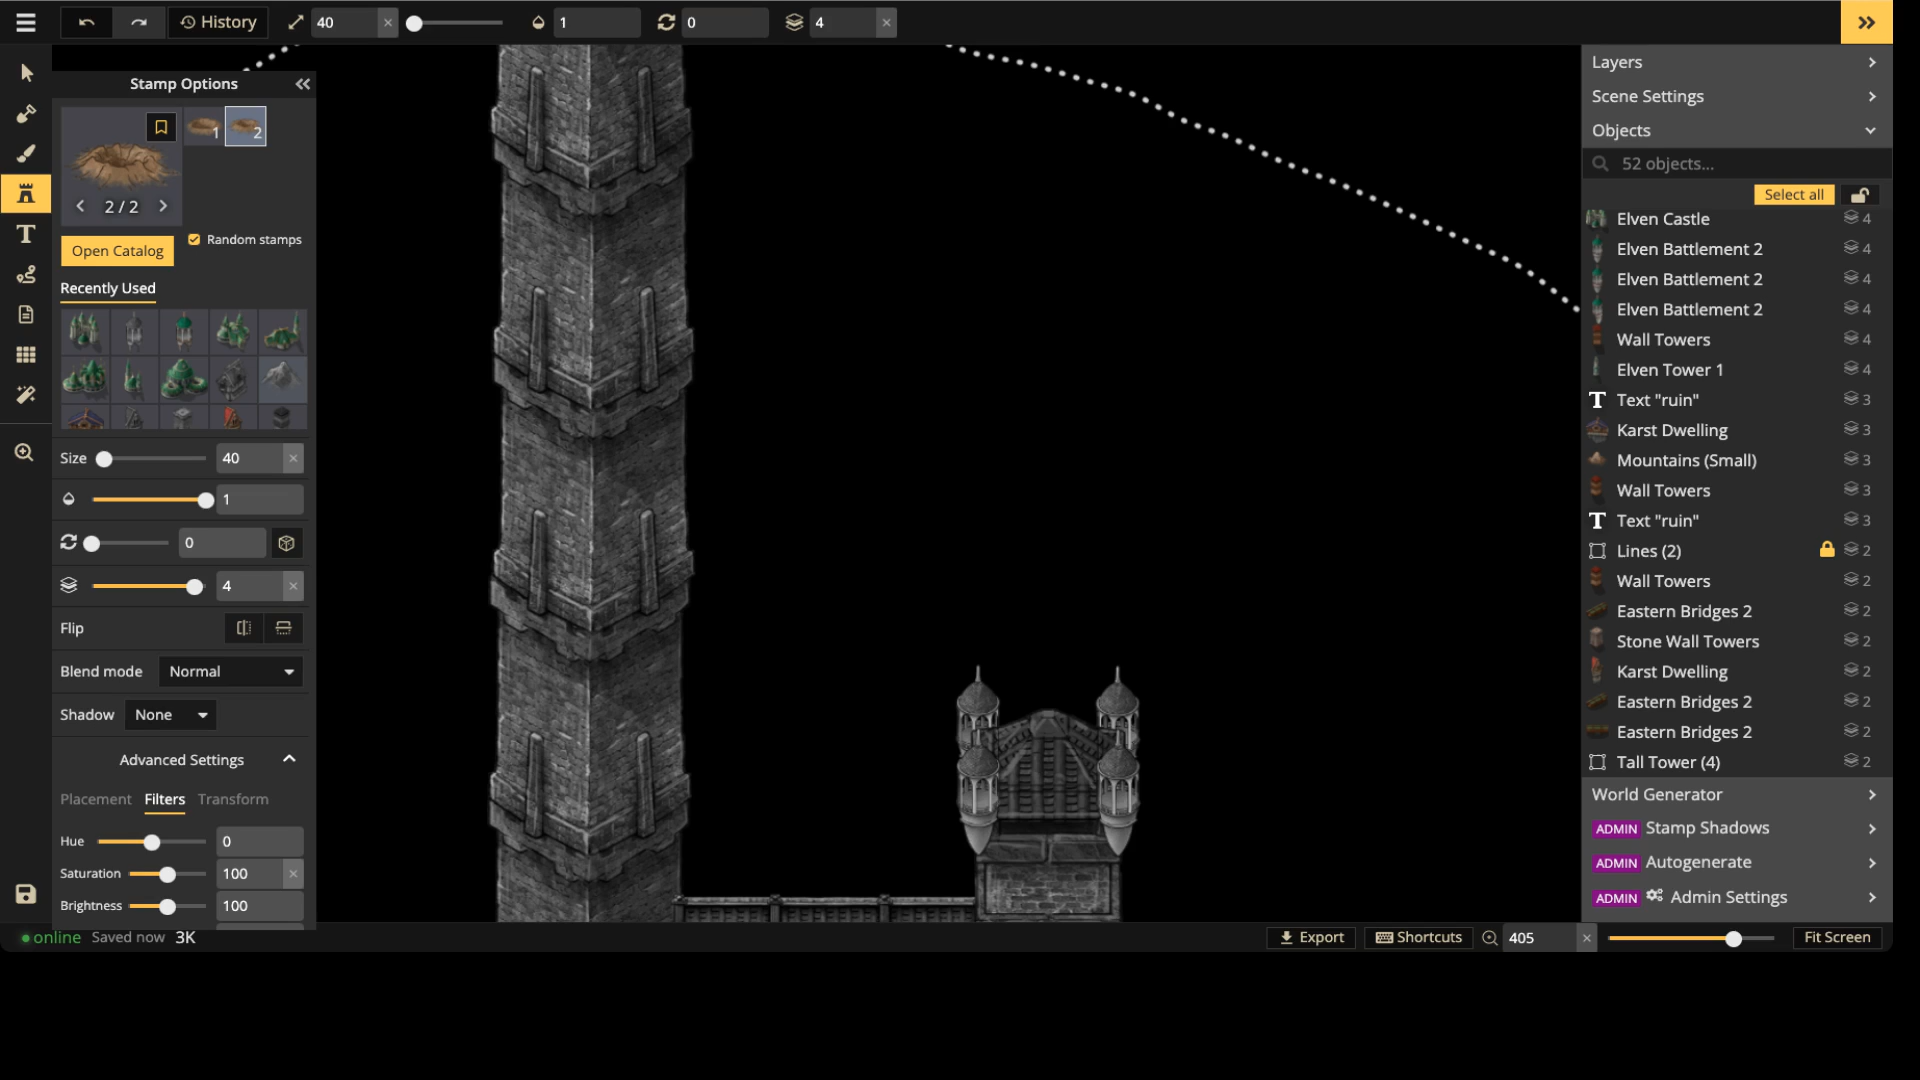 History 40 × 1 0 4 ×
Stamp Options
1 2
2 / 2
Open Catalog Random stamps
Recently Used
Size 40 ×
1
0
4 ×
Flip
Blend mode Normal
Shadow None
Advanced Settings
Placement Filters Transform
Hue 0
Saturation 100 ×
Brightness 100
online Saved now 3K
Layers
Scene Settings
Objects
52 objects...
Select all
Elven Castle 4
Elven Battlement 2 4
Elven Battlement 2 4
Elven Battlement 2 4
Wall Towers 4
Elven Tower 1 4
T Text "ruin" 3
Karst Dwelling 3
Mountains (Small) 3
Wall Towers 3
T Text "ruin" 3
Lines (2) 2
Wall Towers 2
Eastern Bridges 2 2
Stone Wall Towers 2
Karst Dwelling 2
Eastern Bridges 2 2
Eastern Bridges 2 2
Tall Tower (4) 2
World Generator
ADMIN Stamp Shadows
ADMIN Autogenerate
ADMIN Admin Settings
Export Shortcuts 405 × Fit Screen